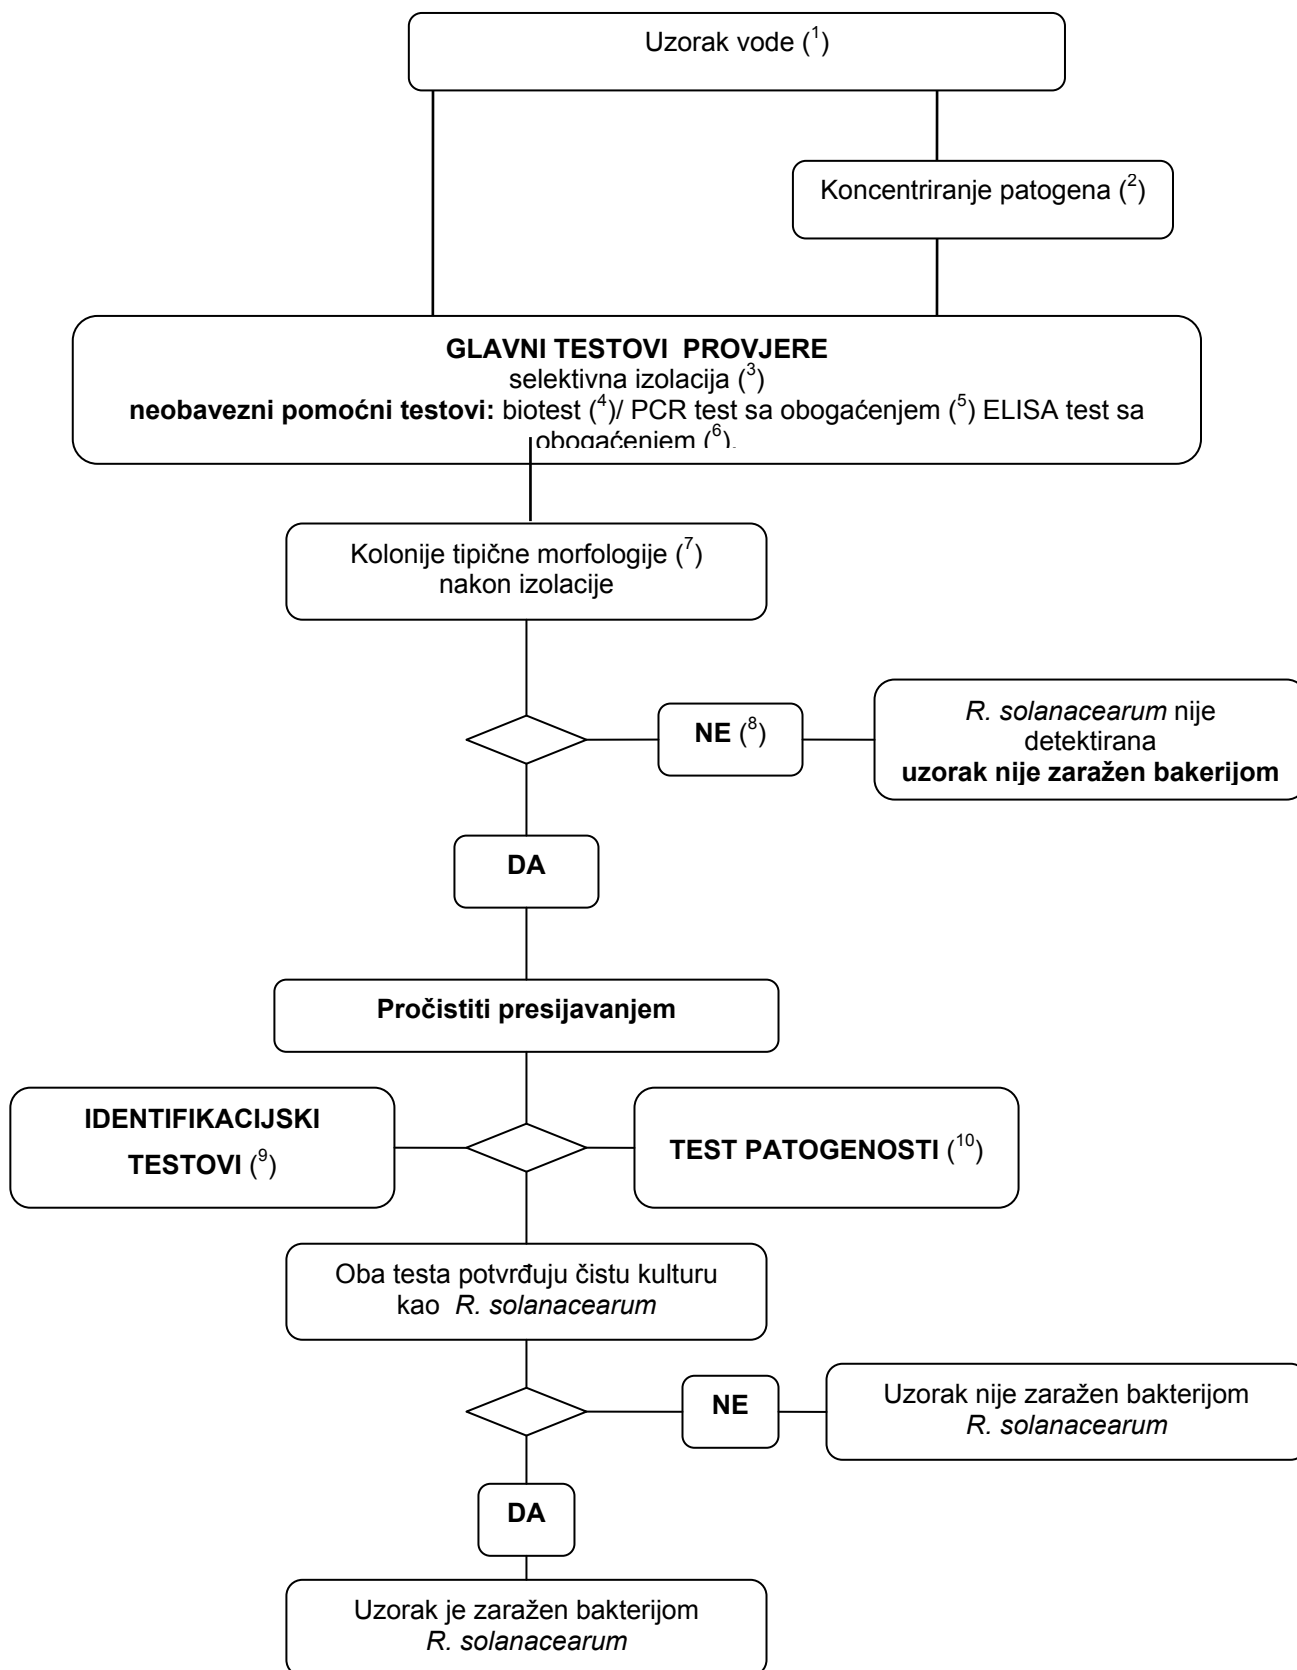 Uzorak vode (1)
Koncentriranje patogena (2)
GLAVNI TESTOVI PROVJERE
selektivna izolacija (3)
neobavezni pomoćni testovi: biotest (4)/ PCR test sa obogaćenjem (5) ELISA test sa
obogaćenjem (6).
Kolonije tipične morfologije (7)
nakon izolacije
NE (8)
R. solanacearum nije
detektirana
uzorak nije zaražen bakerijom
DA
Pročistiti presijavanjem
IDENTIFIKACIJSKI
TESTOVI (9)
TEST PATOGENOSTI (10)
Oba testa potvrđuju čistu kulturu
kao R. solanacearum
NE
Uzorak nije zaražen bakterijom
R. solanacearum
DA
Uzorak je zaražen bakterijom
R. solanacearum